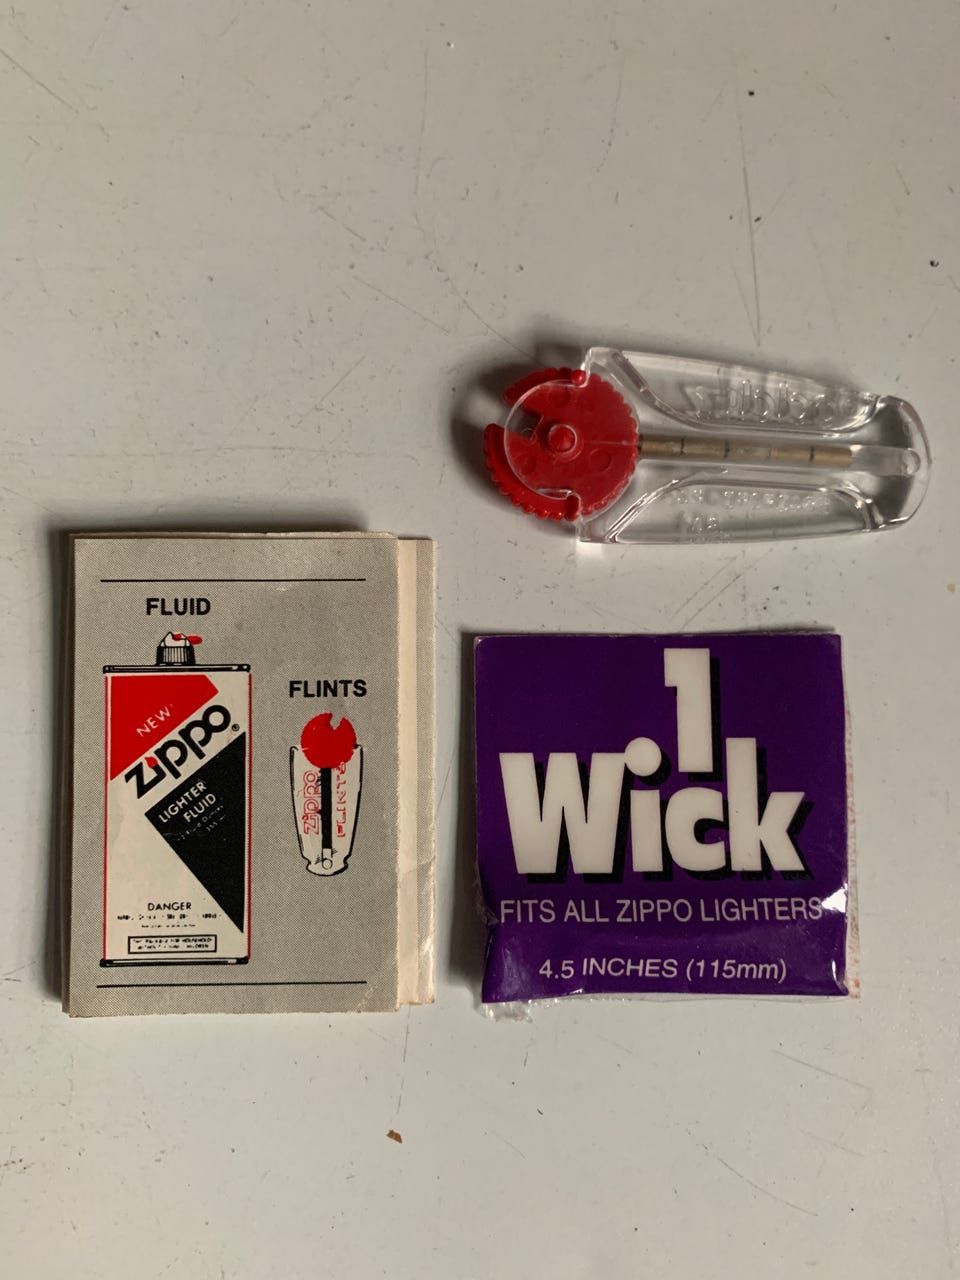 FLUID
FLINTS
NEW
zippo®
LIGHTER
FLUID
DANGER
zippo
FLINTS
1
Wick
FITS ALL ZIPPO LIGHTERS
4.5 INCHES (115mm)